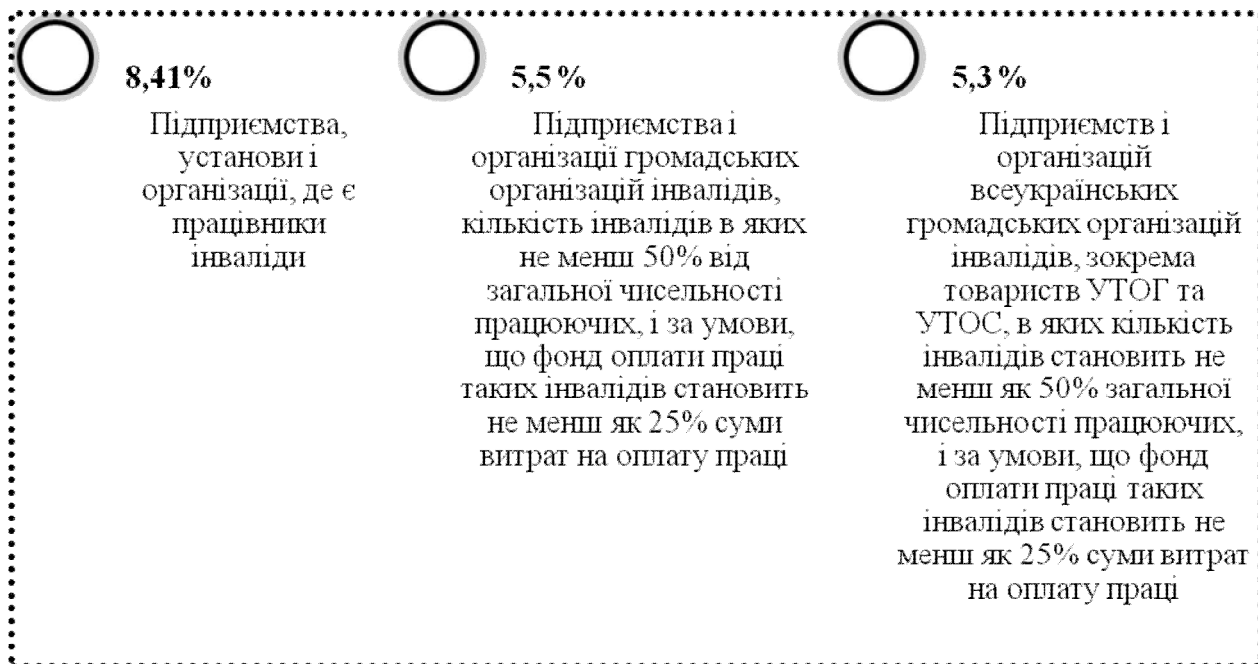 8,41%
Підприємства,
установи і
організації, де є
працівники
інваліди
5,5 %
Підприємства і
організації громадських
організацій інвалідів,
кількість інвалідів в яких
не менш 50% від
загальної чисельності
працюючих, і за умови,
що фонд оплати праці
таких інвалідів становить
не менш як 25% суми
витрат на оплату праці
5,3 %
Підприємств і
організацій
всеукраїнських
громадських організацій
інвалідів, зокрема
товариств УТОГ та
УТОС, в яких кількість
інвалідів становить не
менш як 50% загальної
чисельності працюючих,
і за умови, що фонд
оплати праці таких
інвалідів становить не
менш як 25% суми витрат
на оплату праці